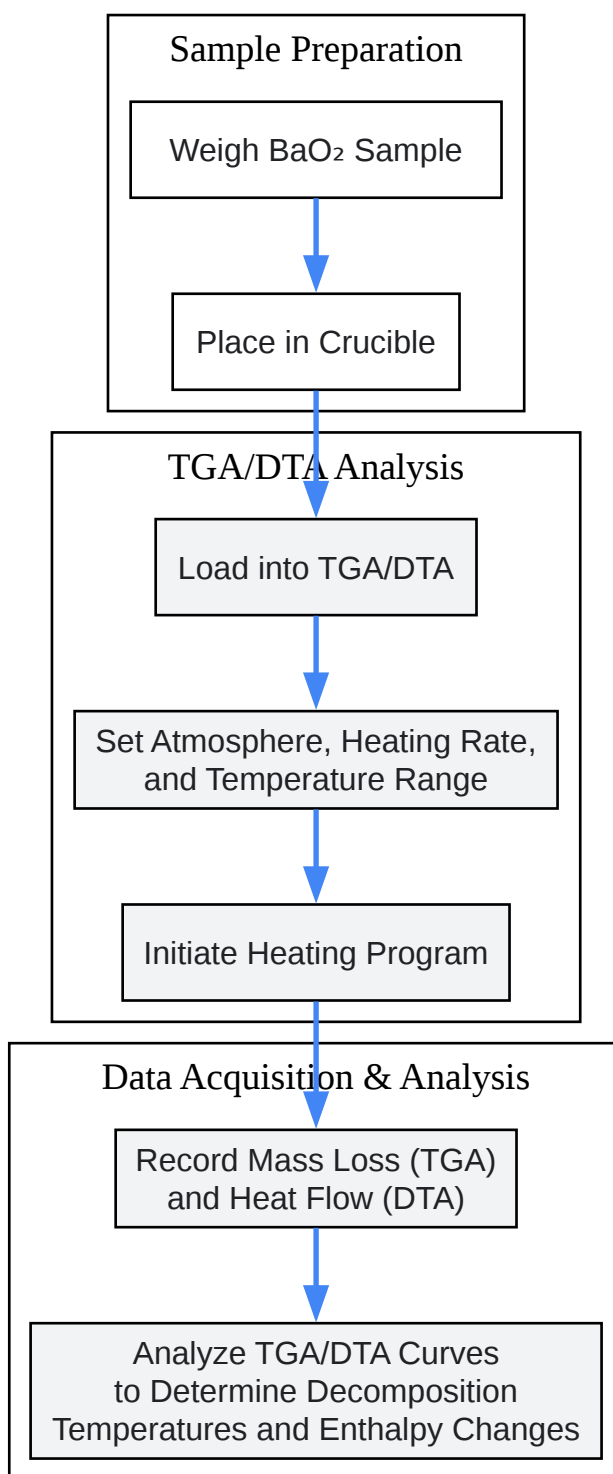 Sample Preparation
Weigh BaO₂ Sample
Place in Crucible
TGA/DTA Analysis
Load into TGA/DTA
Set Atmosphere, Heating Rate,
and Temperature Range
Initiate Heating Program
Data Acquisition & Analysis
Record Mass Loss (TGA)
and Heat Flow (DTA)
Analyze TGA/DTA Curves
to Determine Decomposition
Temperatures and Enthalpy Changes